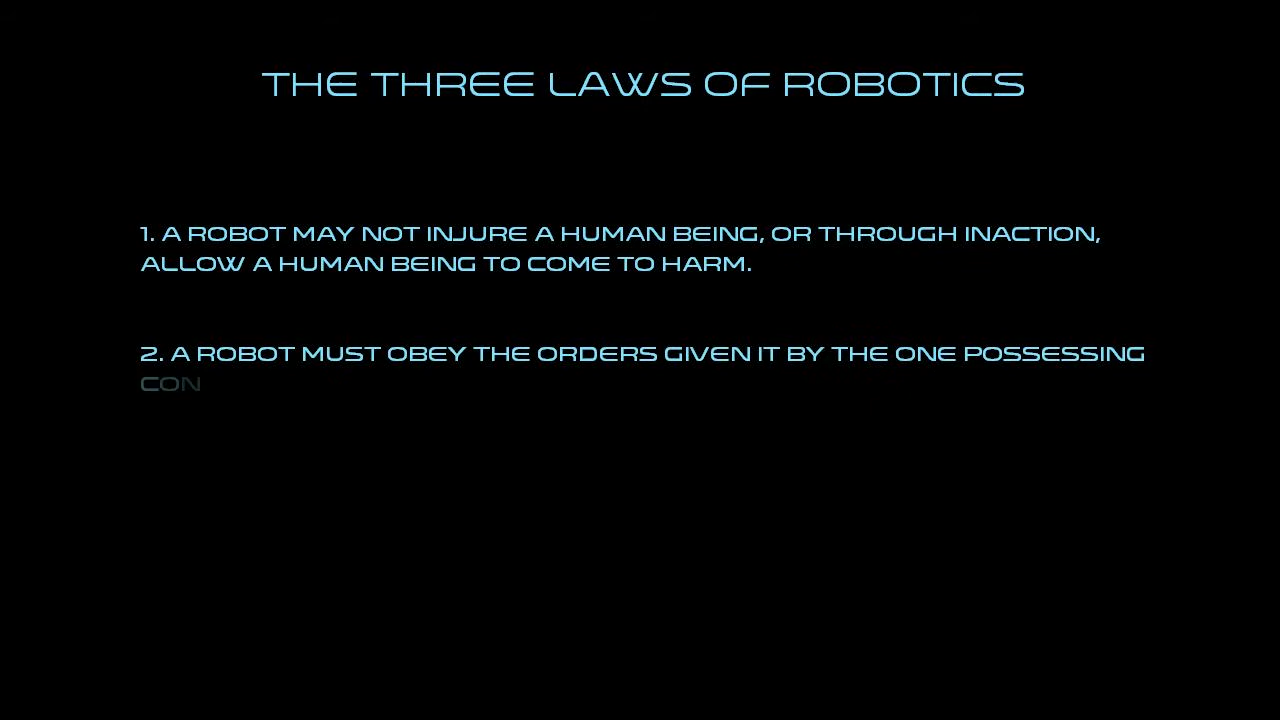 THE THREE LAWS OF ROBOTICS
1. A ROBOT MAY NOT INJURE A HUMAN BEING, OR THROUGH INACTION,
ALLOW A HUMAN BEING TO COME TO HARM.
2. A ROBOT MUST OBEY THE ORDERS GIVEN IT BY THE ONE POSSESSING
CON